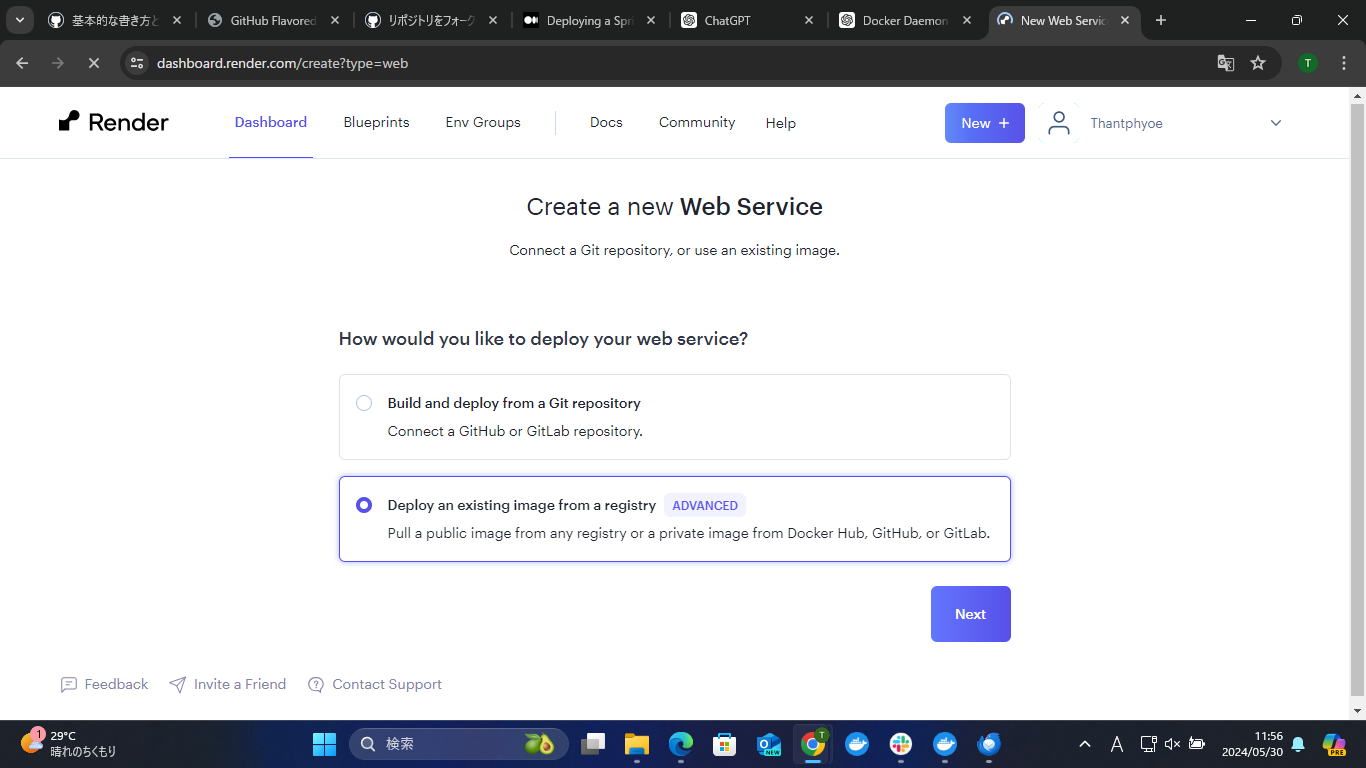 基本的な書き方と
GitHub Flavored
リポジトリをフォーク
Deploying a Spri
ChatGPT
Docker Daemon
New Web Servic
dashboard.render.com/create?type=web
T
Render
Dashboard
Blueprints
Env Groups
Docs
Community
Help
New +
Thantphyoe
Create a new Web Service
Connect a Git repository, or use an existing image.
How would you like to deploy your web service?
Build and deploy from a Git repository
Connect a GitHub or GitLab repository.
Deploy an existing image from a registry ADVANCED
Pull a public image from any registry or a private image from Docker Hub, GitHub, or GitLab.
Next
Feedback
Invite a Friend
Contact Support
1
29°C
晴れのちくもり
検索
NEW
T
A
11:56
2024/05/30
PRE